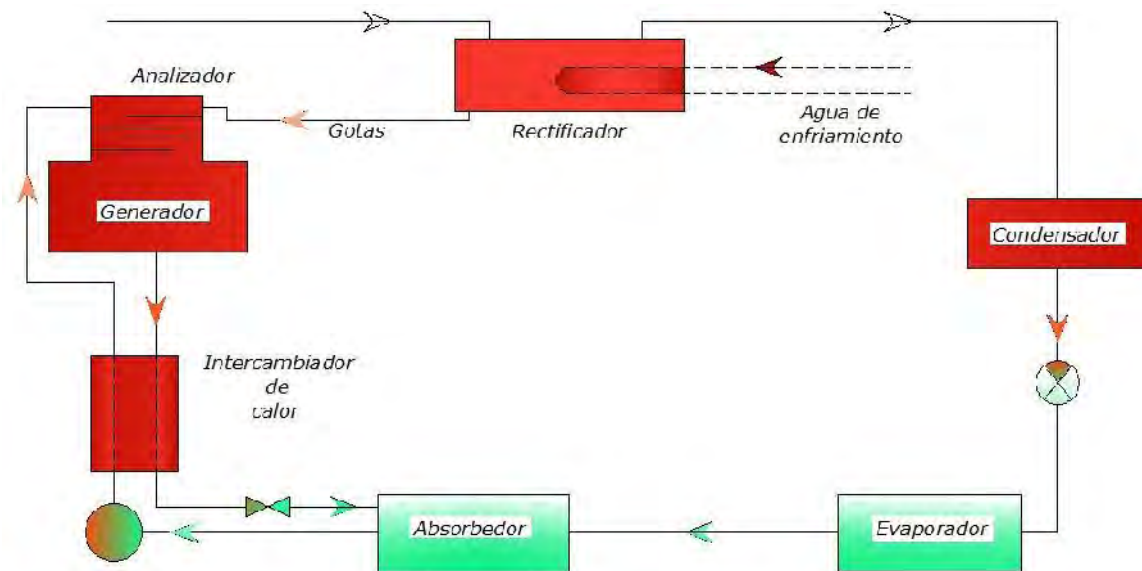 Analizador
Gotas
Rectificador
Agua de
enfriamiento
Generador
Condensador
Intercambiador
de
calor
Absorbedor
Evaporador